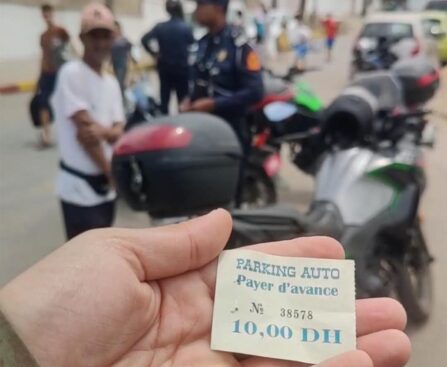 PARKING AUTO
Payer d'avance
Nº 38578
10,00 DH